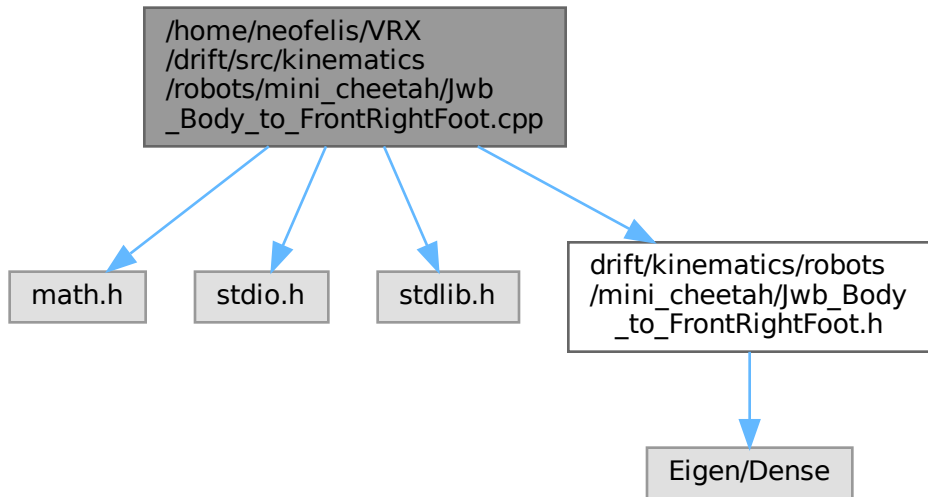 /home/neofelis/VRX
/drift/src/kinematics
/robots/mini_cheetah/Jwb
_Body_to_FrontRightFoot.cpp
math.h
stdio.h
stdlib.h
drift/kinematics/robots
/mini_cheetah/Jwb_Body
_to_FrontRightFoot.h
Eigen/Dense